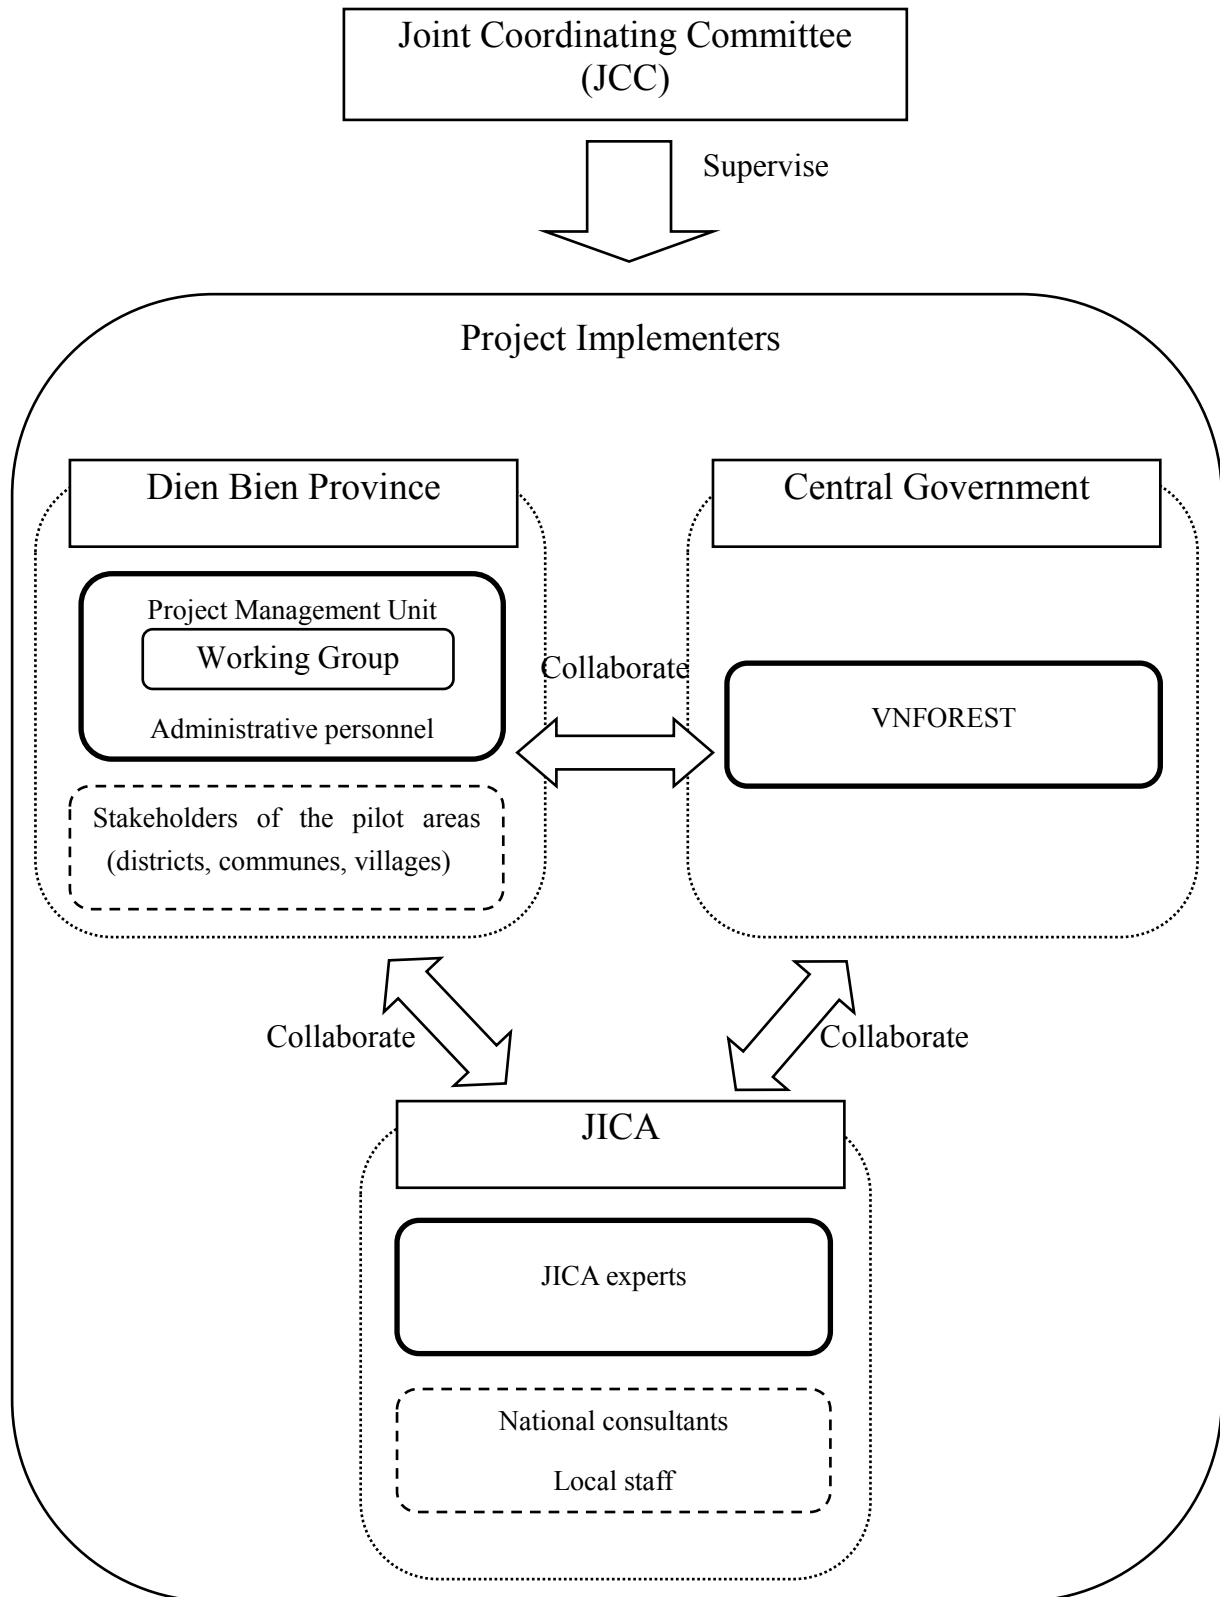 Joint Coordinating Committee
(JCC)
Supervise
Project Implementers
Dien Bien Province
Central Government
Project Management Unit
Working Group
Administrative personnel
Collaborate
VNFOREST
Stakeholders of the pilot areas
(districts, communes, villages)
Collaborate
Collaborate
JICA
JICA experts
National consultants
Local staff